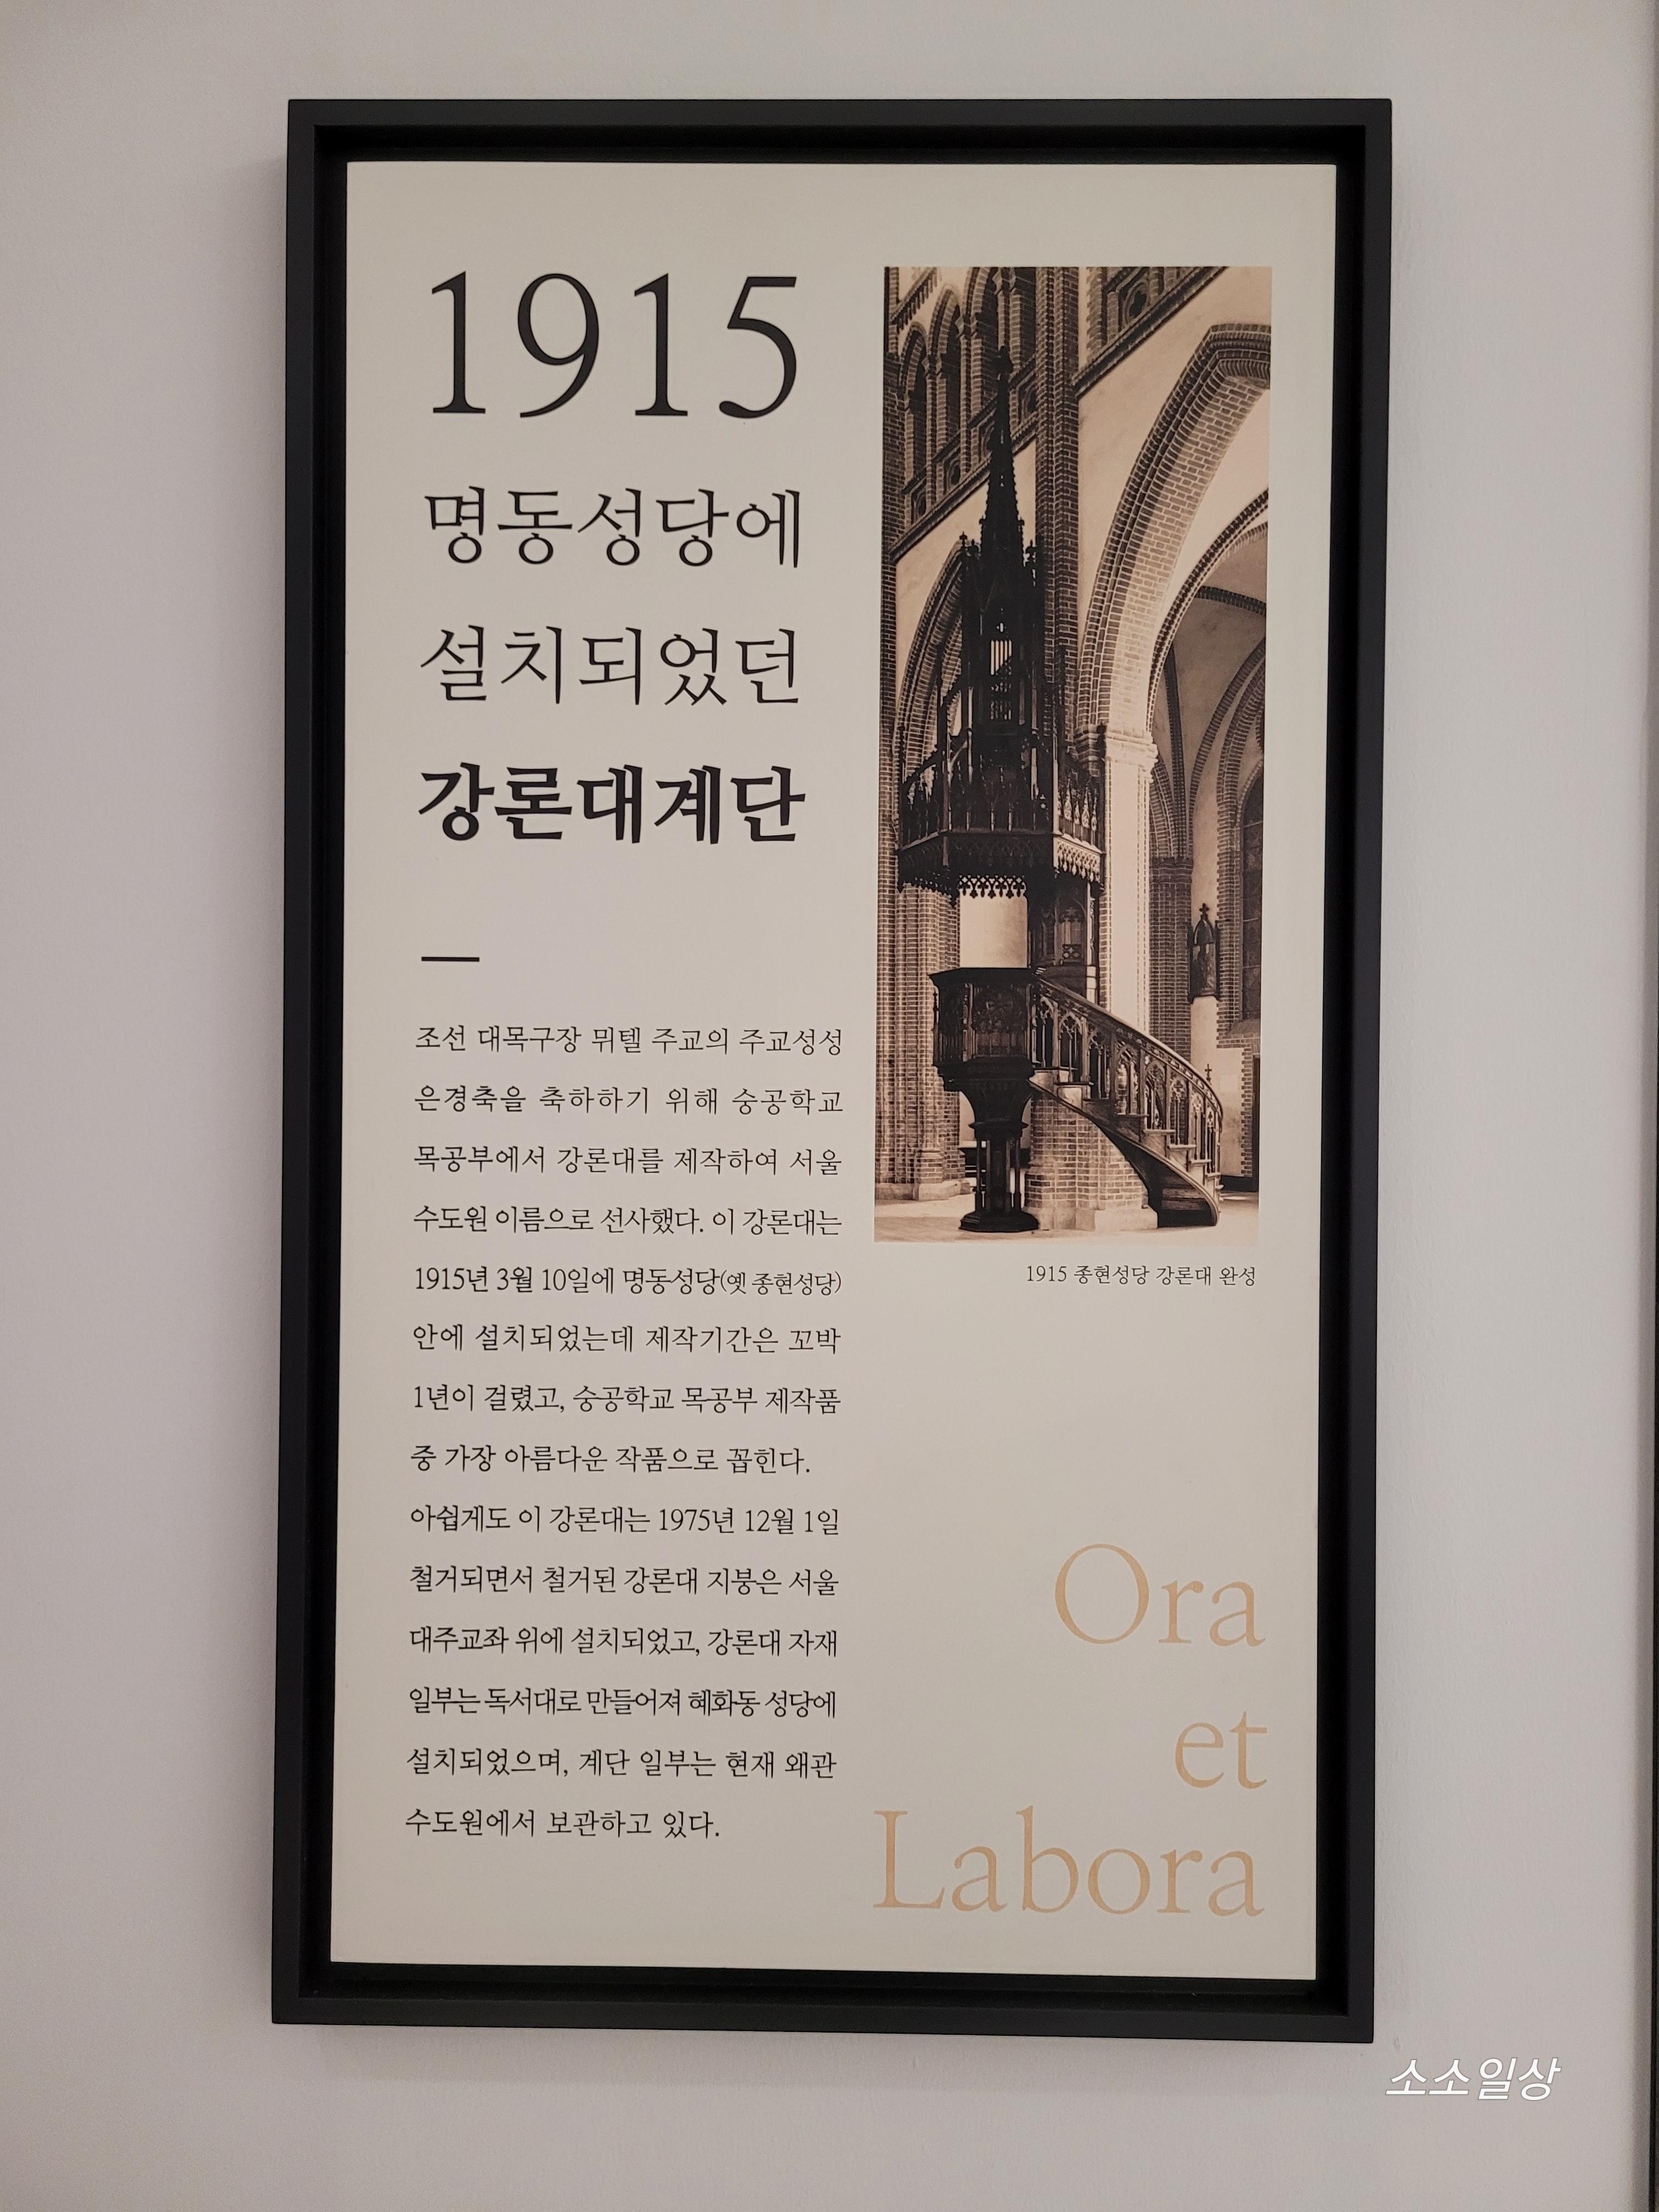 1915
명동성당에
설치되었던
강론대계단
조선 대목구장 뮈텔 주교의 주교성성
은경축을 축하하기 위해 숭공학교
목공부에서 강론대를 제작하여 서울
수도원 이름으로 선사했다. 이 강론대는
1915년 3월 10일에 명동성당(옛 종현성당)
안에 설치되었는데 제작기간은 꼬박
1년이 걸렸고, 숭공학교 목공부 제작품
중 가장 아름다운 작품으로 꼽힌다.
아쉽게도 이 강론대는 1975년 12월 1일
철거되면서 철거된 강론대 지붕은 서울
대주교좌 위에 설치되었고, 강론대 자재
일부는 독서대로 만들어져 혜화동 성당에
설치되었으며, 계단 일부는 현재 왜관
수도원에서 보관하고 있다.
1915 종현성당 강론대 완성
Ora
et
Labora
소소일상